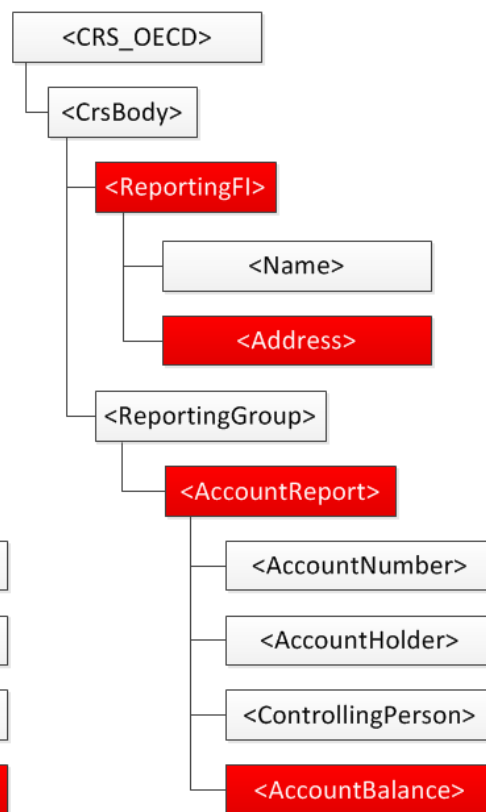 <CRS_OECD>
<CrsBody>
<ReportingFI>
<Name>
<Address>
<ReportingGroup>
<AccountReport>
<AccountNumber>
<AccountHolder>
<ControllingPerson>
<AccountBalance>